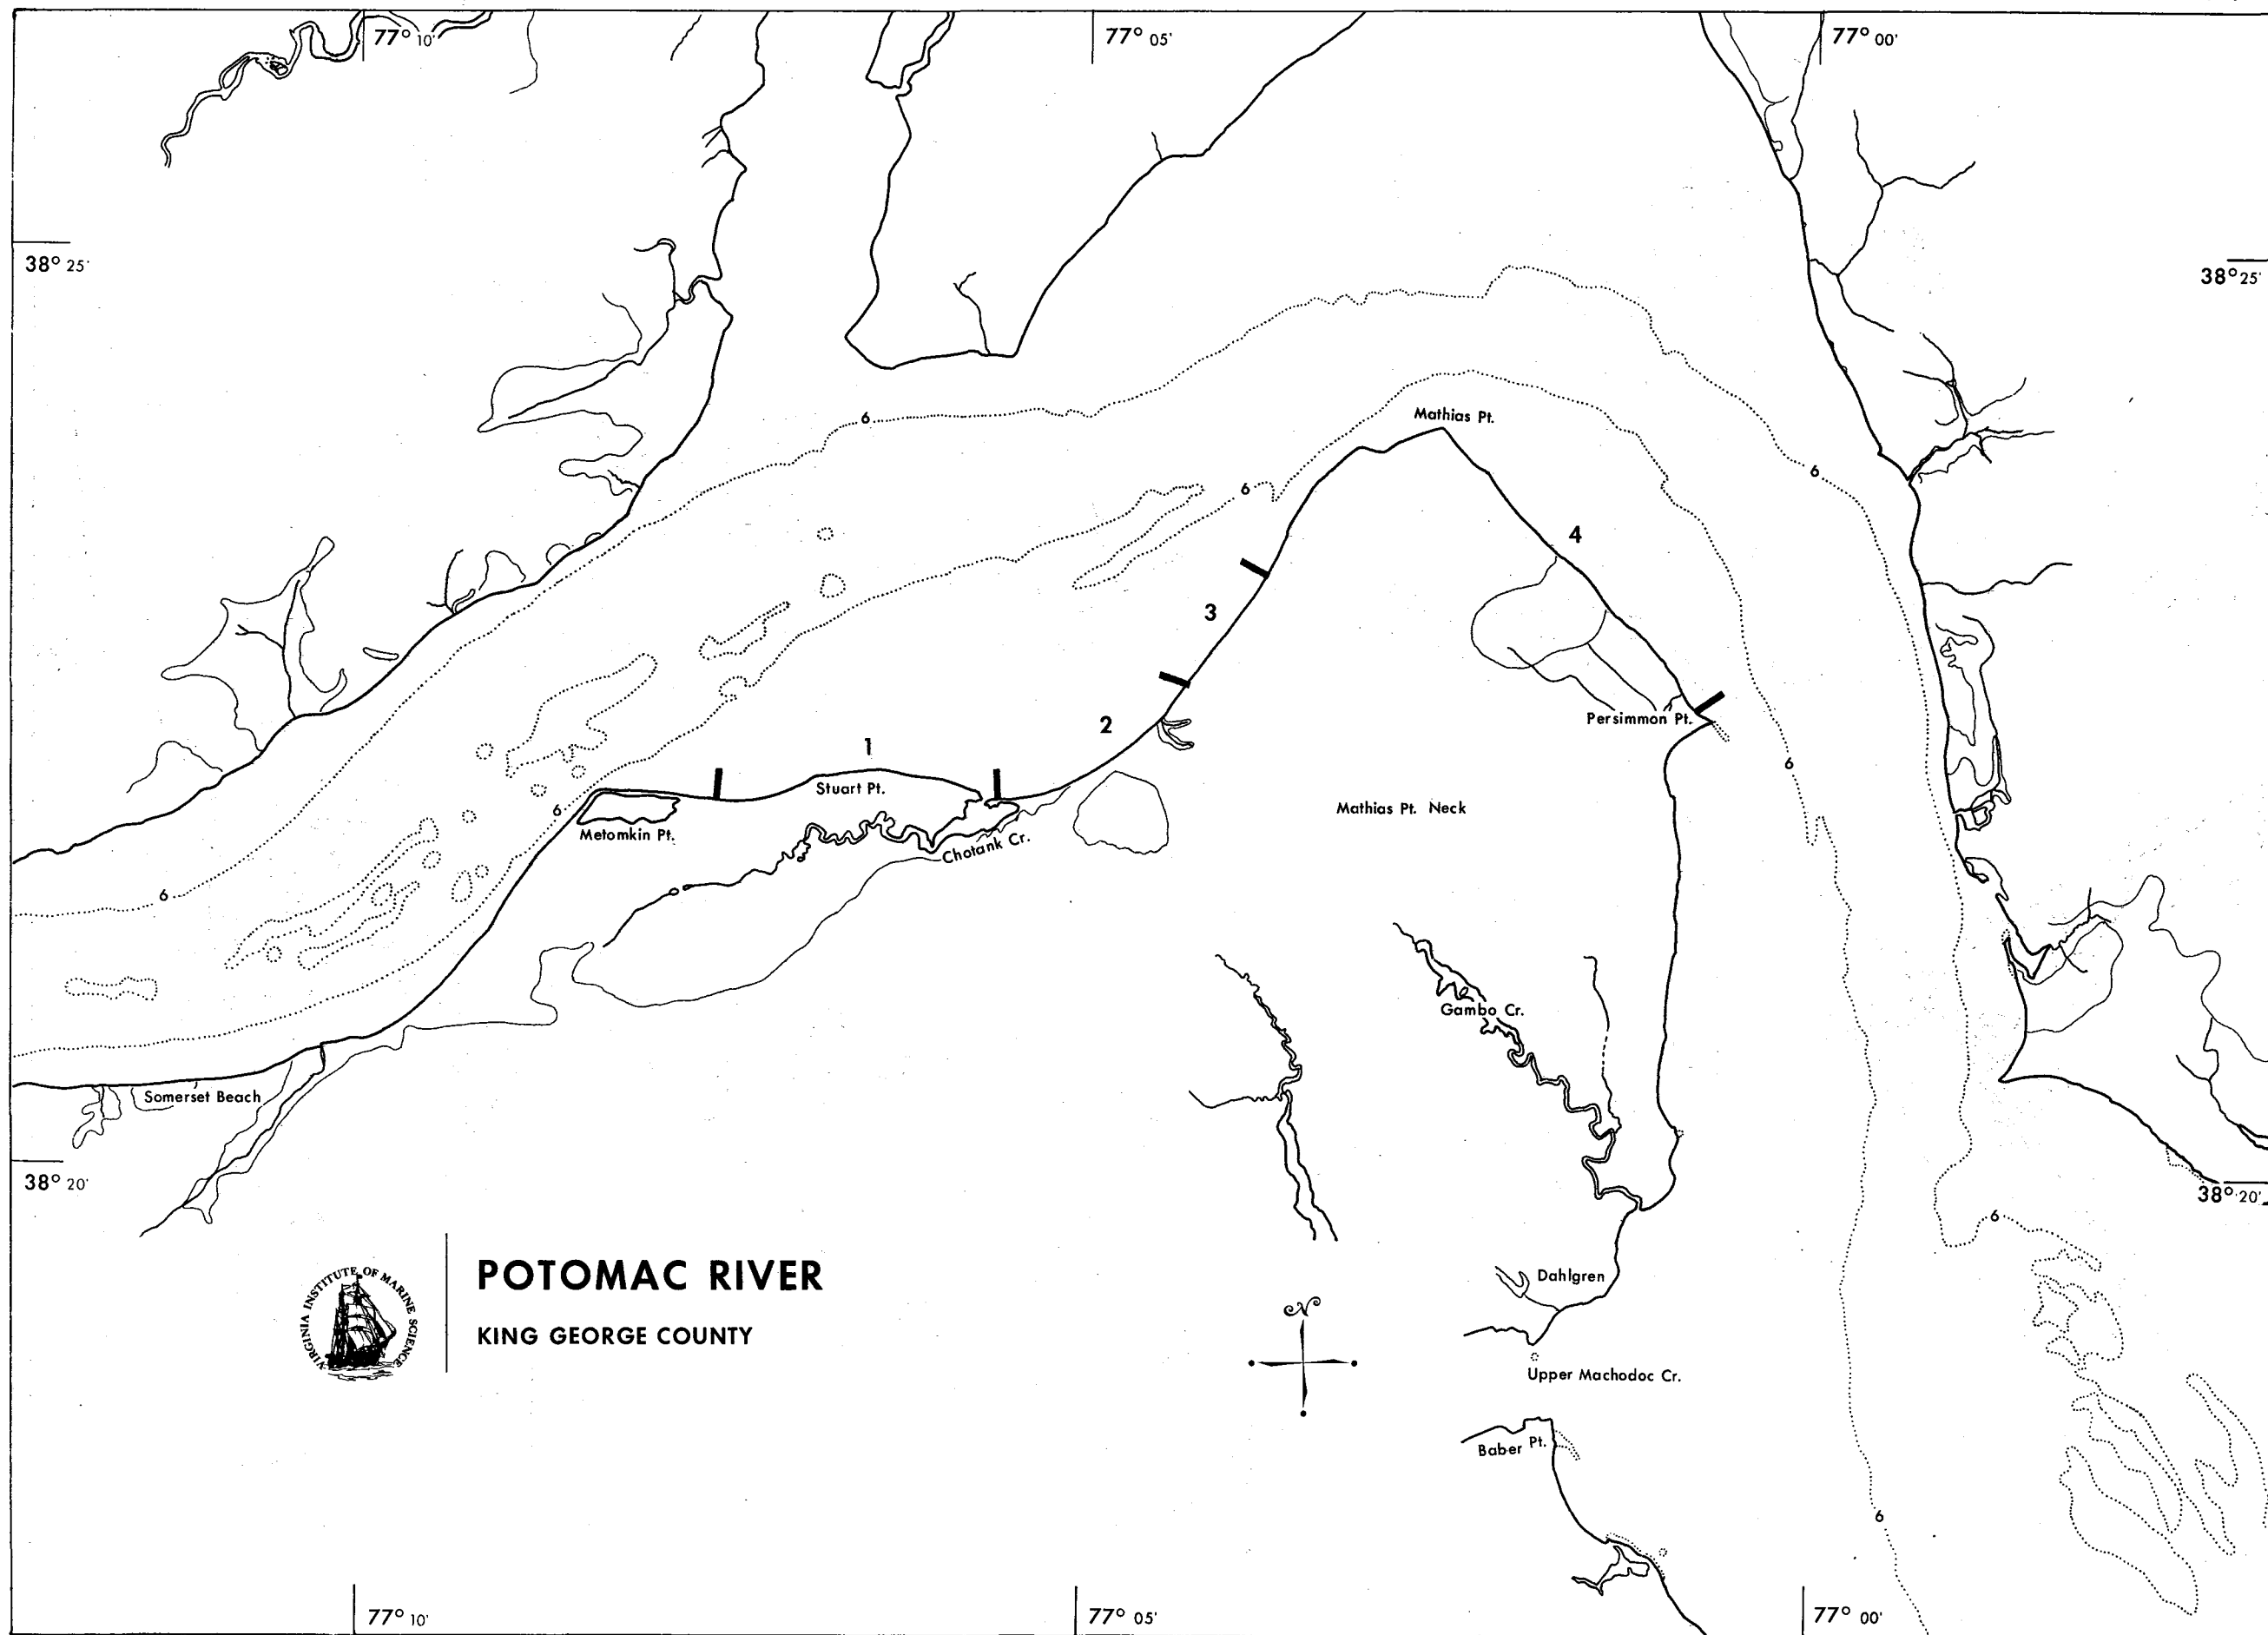 77° 10'
77° 05'
77° 00'
38° 25'
38° 25'
6
Mathias Pt.
6
6
4
3
2
Persimmon Pt.
1
6
Stuart Pt.
6
Mathias Pt. Neck
Metomkin Pt.
Chotank Cr.
6
Gambo Cr.
Somerset Beach
38° 20'
38° 20'
6
VIRGINIA INSTITUTE OF MARINE SCIENCE
POTOMAC RIVER
KING GEORGE COUNTY
N
Dahlgren
Upper Machodoc Cr.
Baber Pt.
6
77° 10'
77° 05'
77° 00'